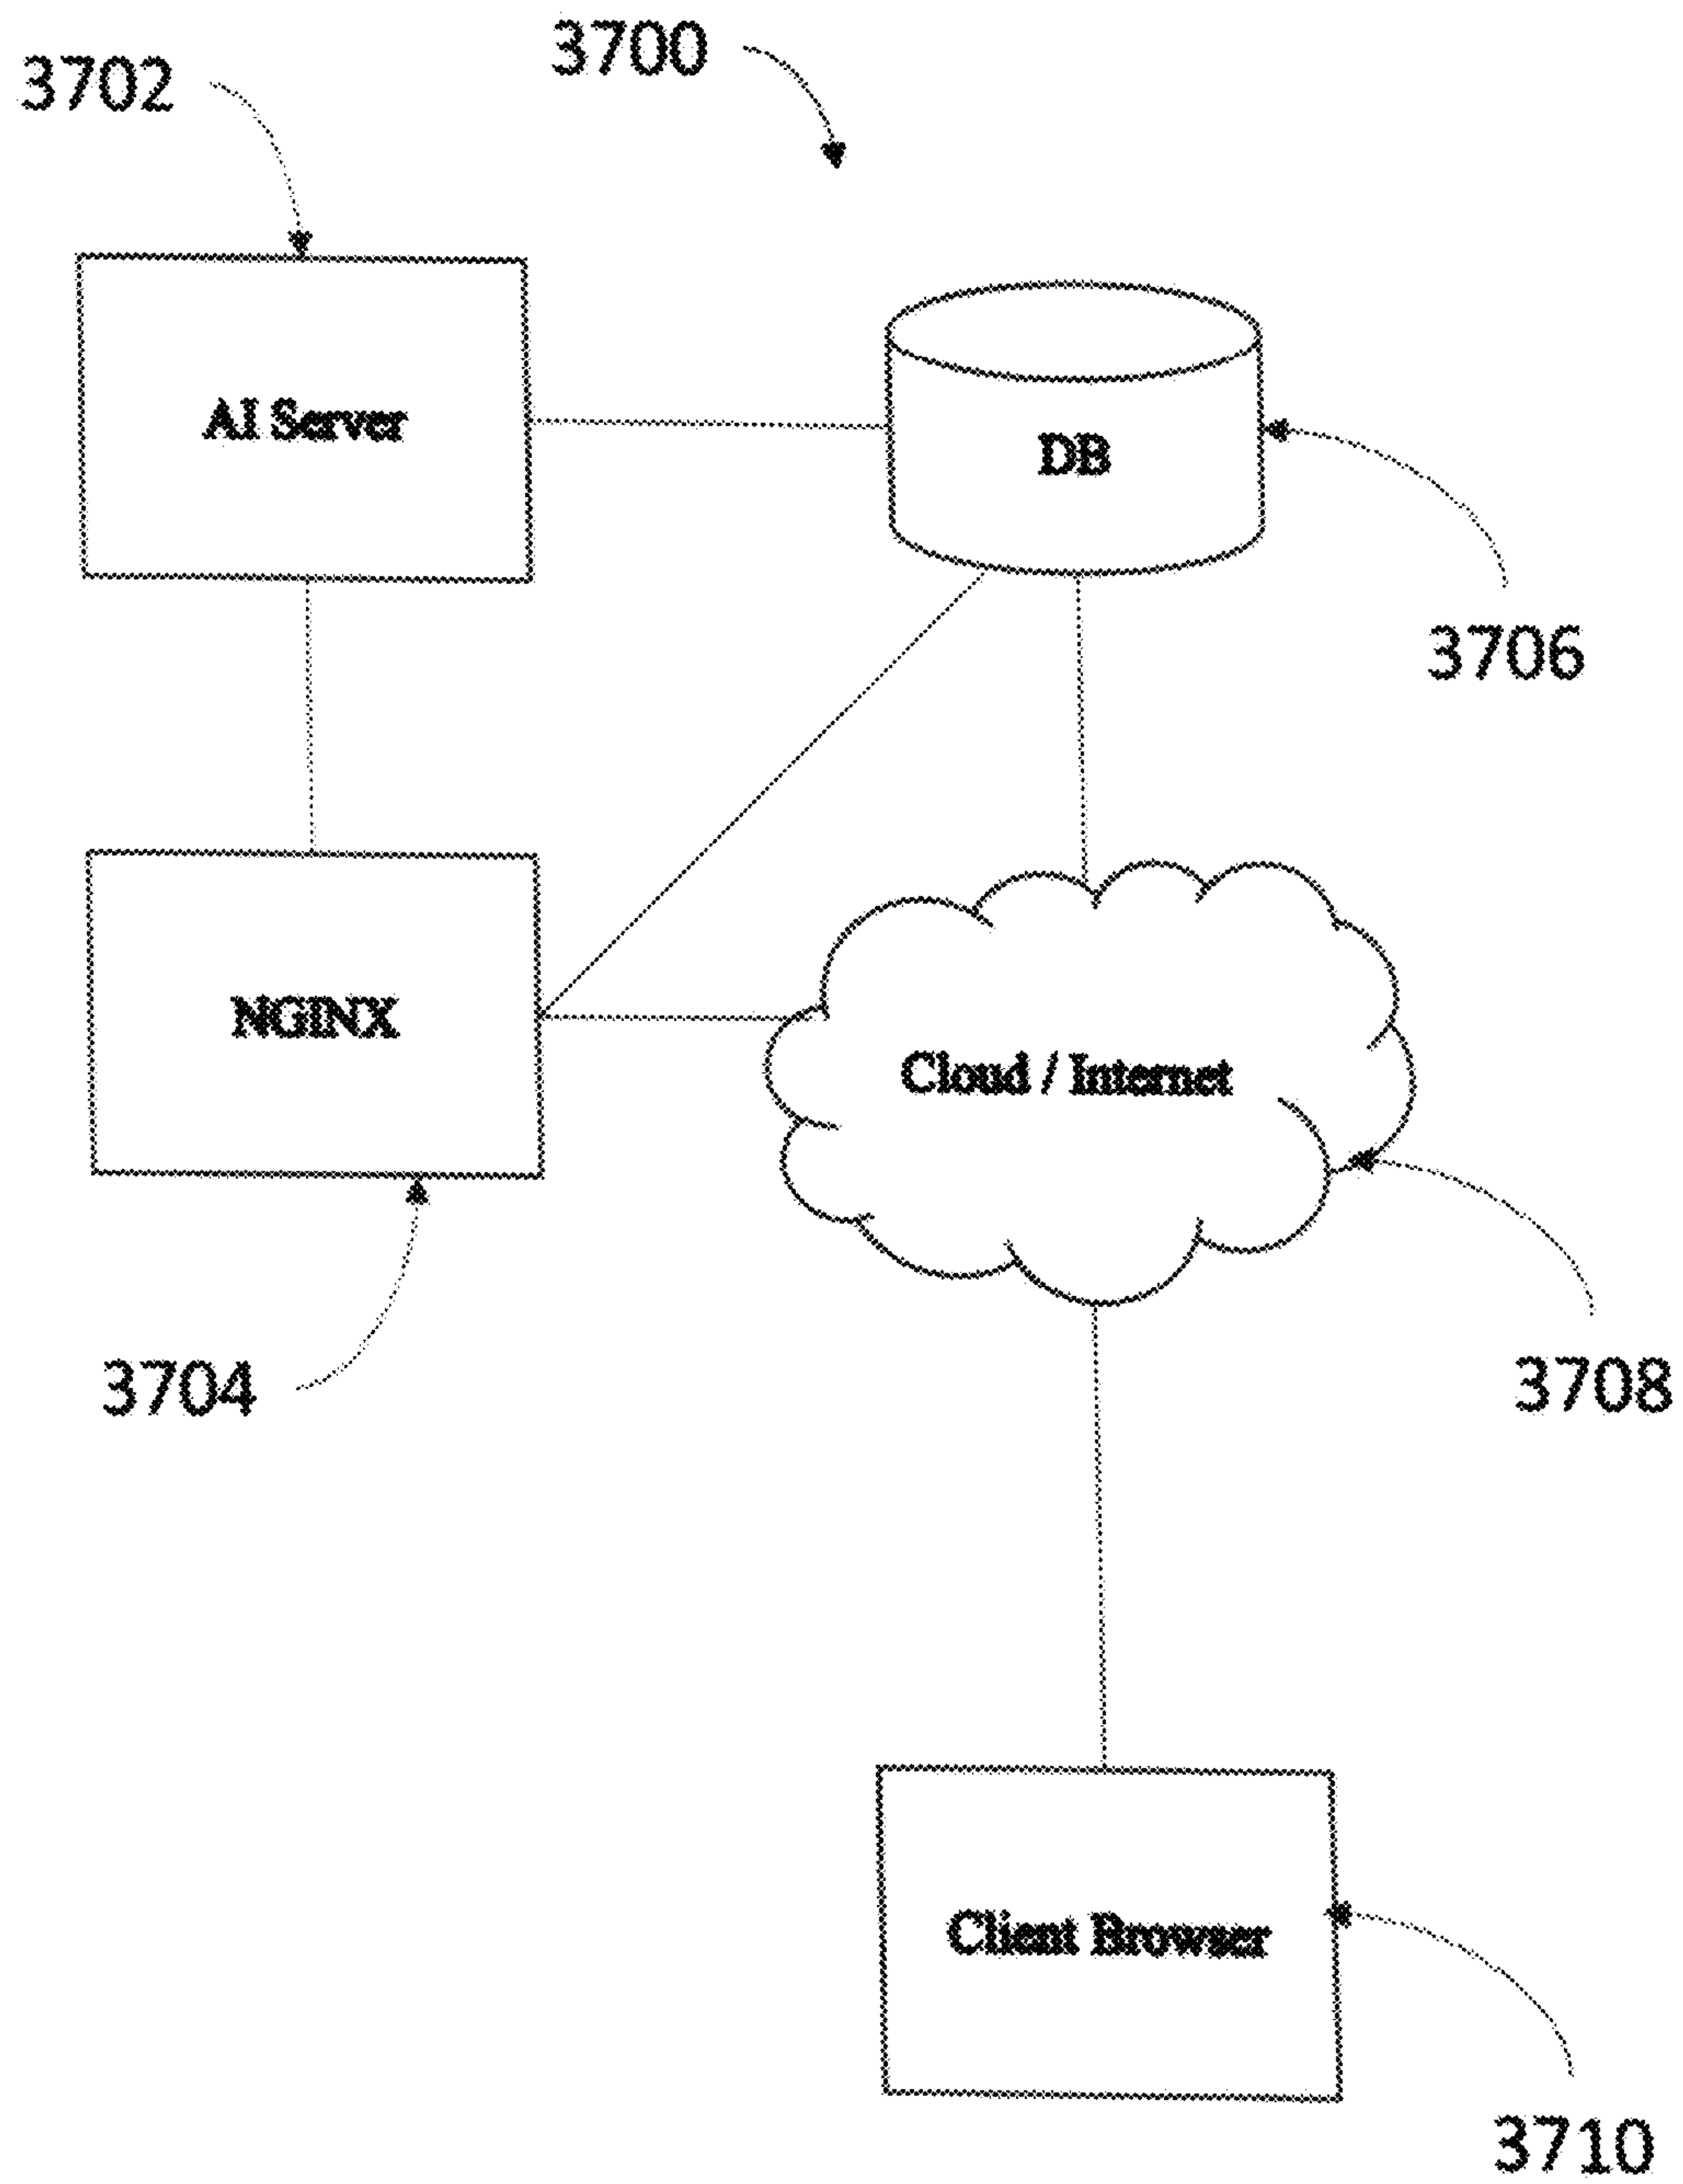 3700
3702
AI Server
DB
3706
NGINX
Cloud / Internet
3704
3708
Client Browser
3710